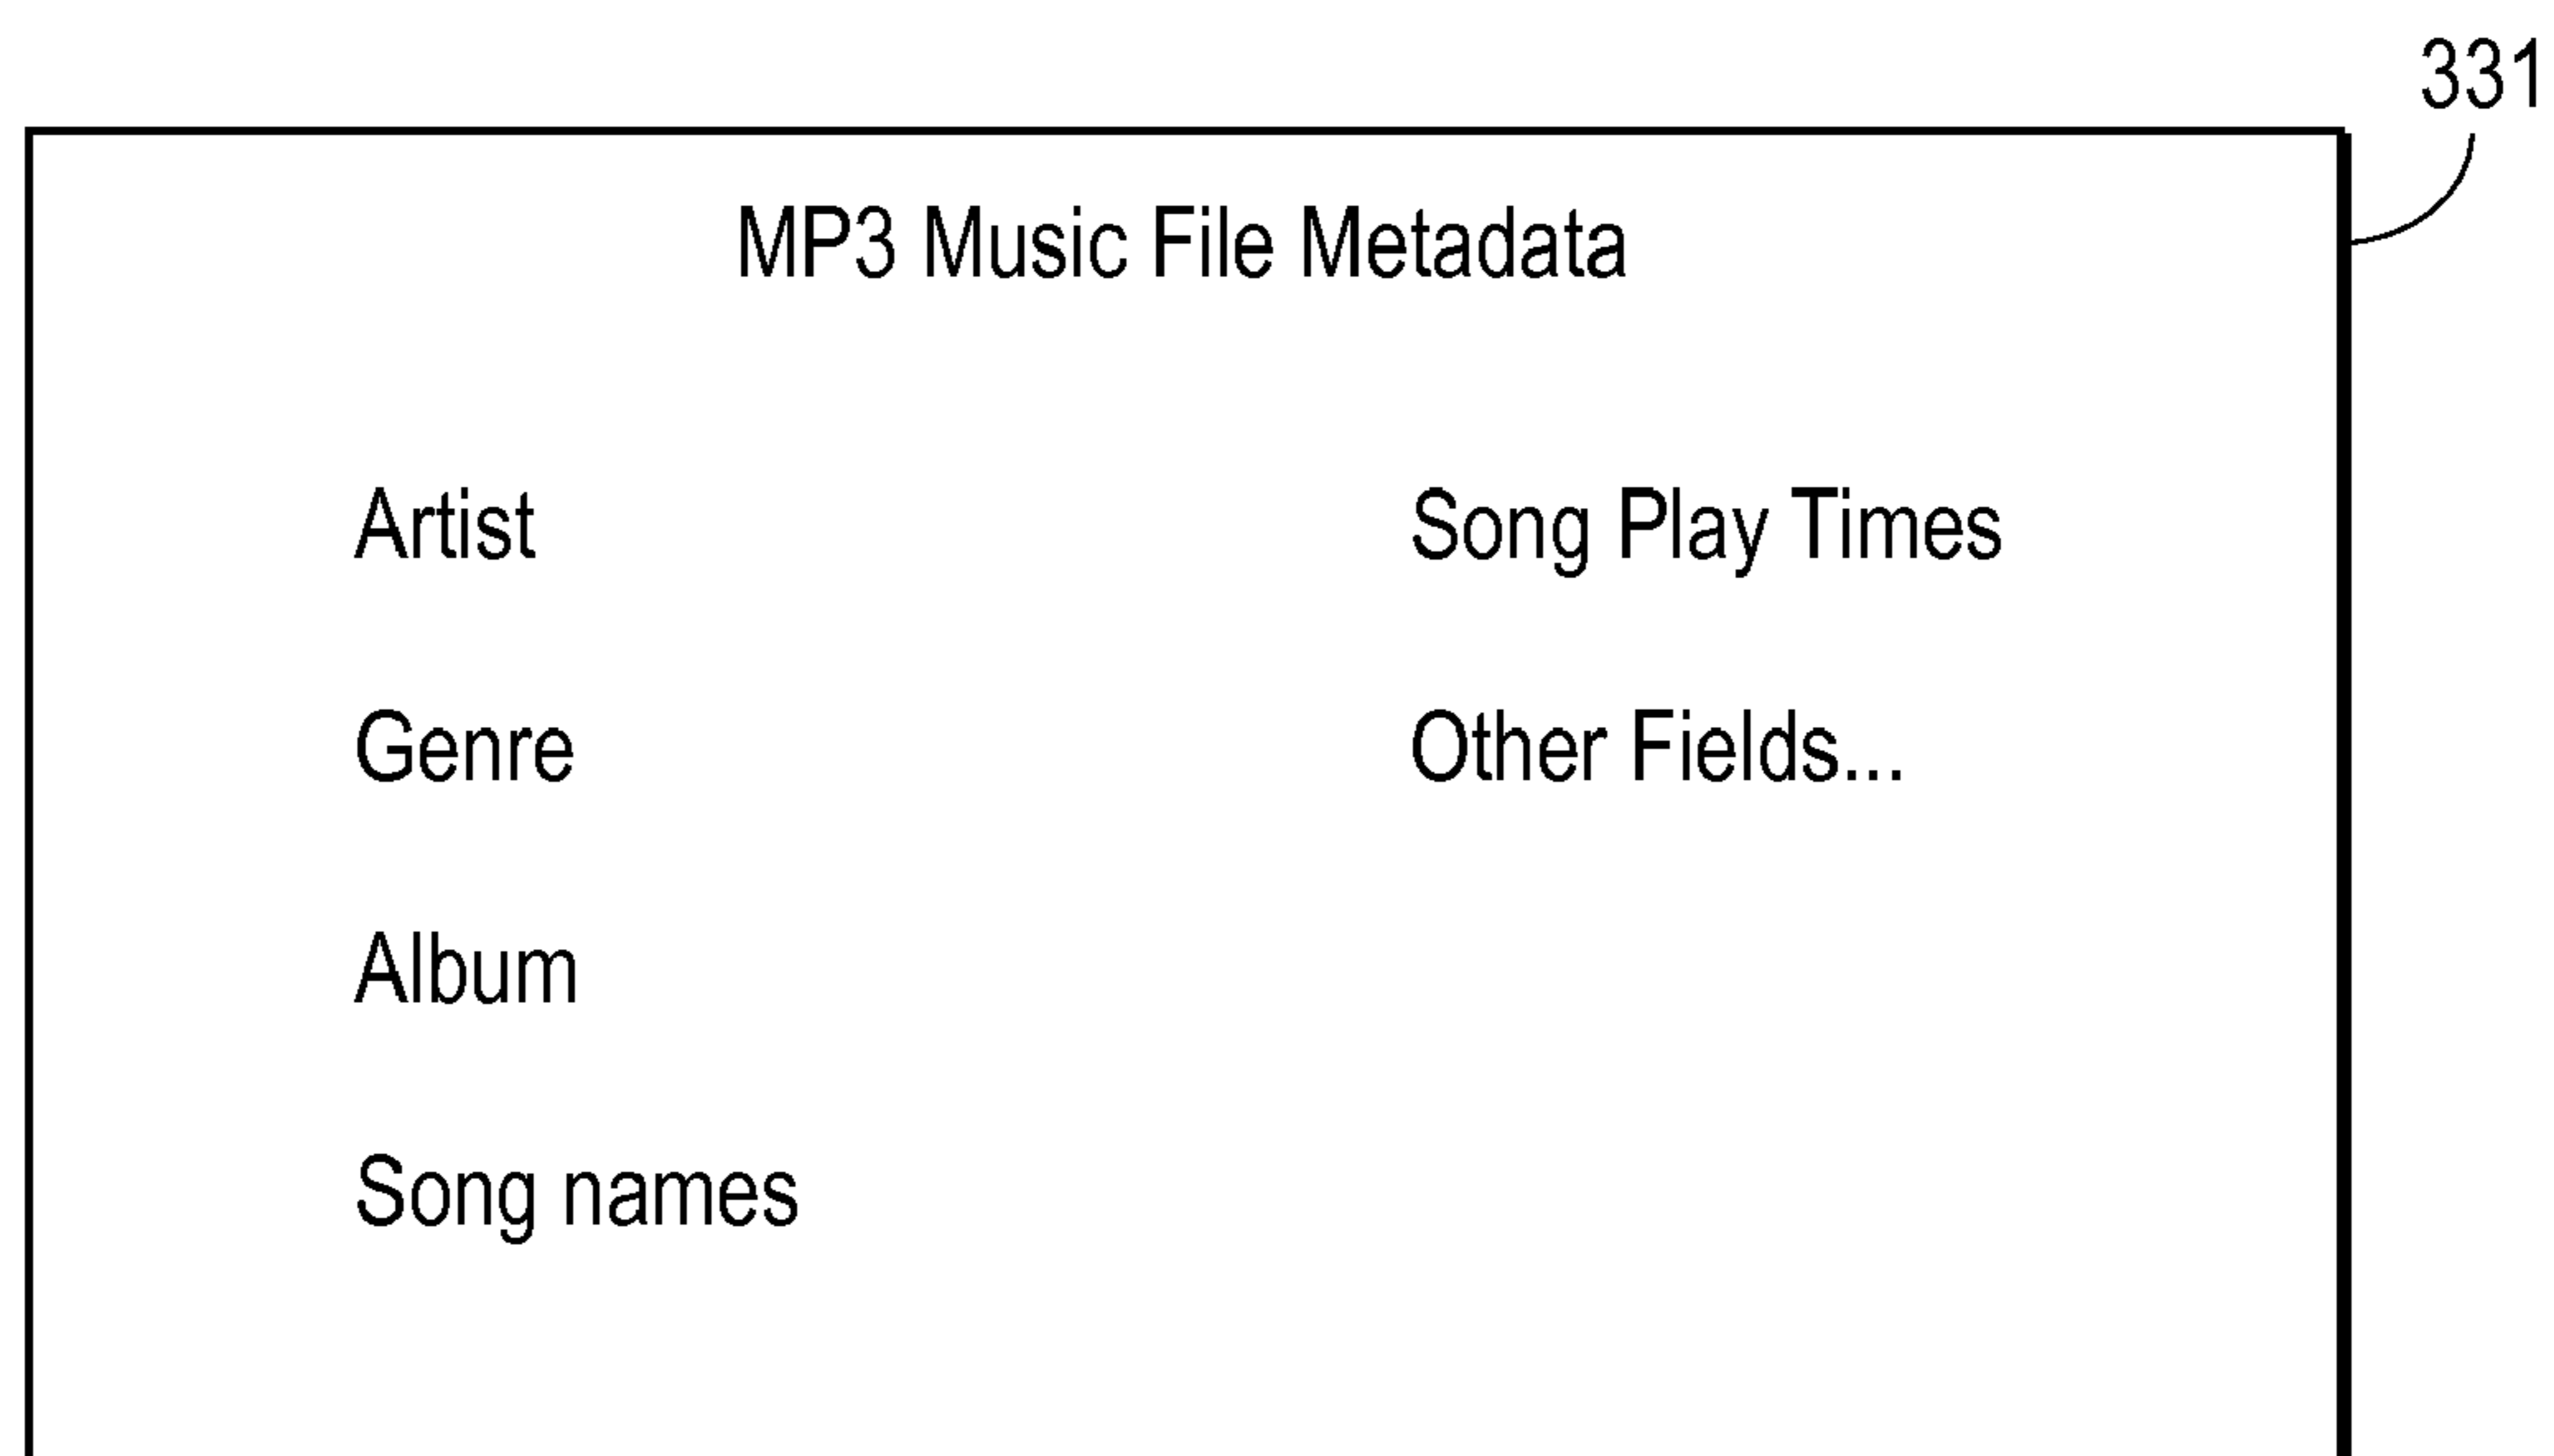 331
MP3 Music File Metadata
Artist
Song Play Times
Genre
Other Fields...
Album
Song names